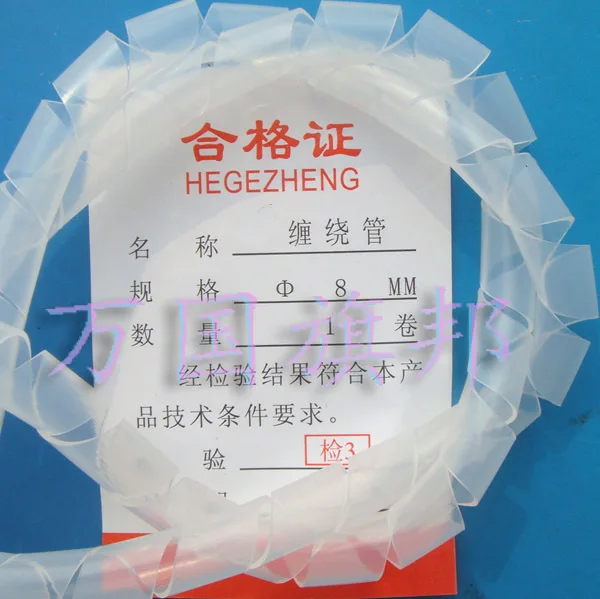 合格证
HEGEZHENG
名 称 缠绕管
规 格 Φ 8 MM
万国旗邦
数 量 1 卷
经检验结果符合本产
品技术条件要求。
验 检3